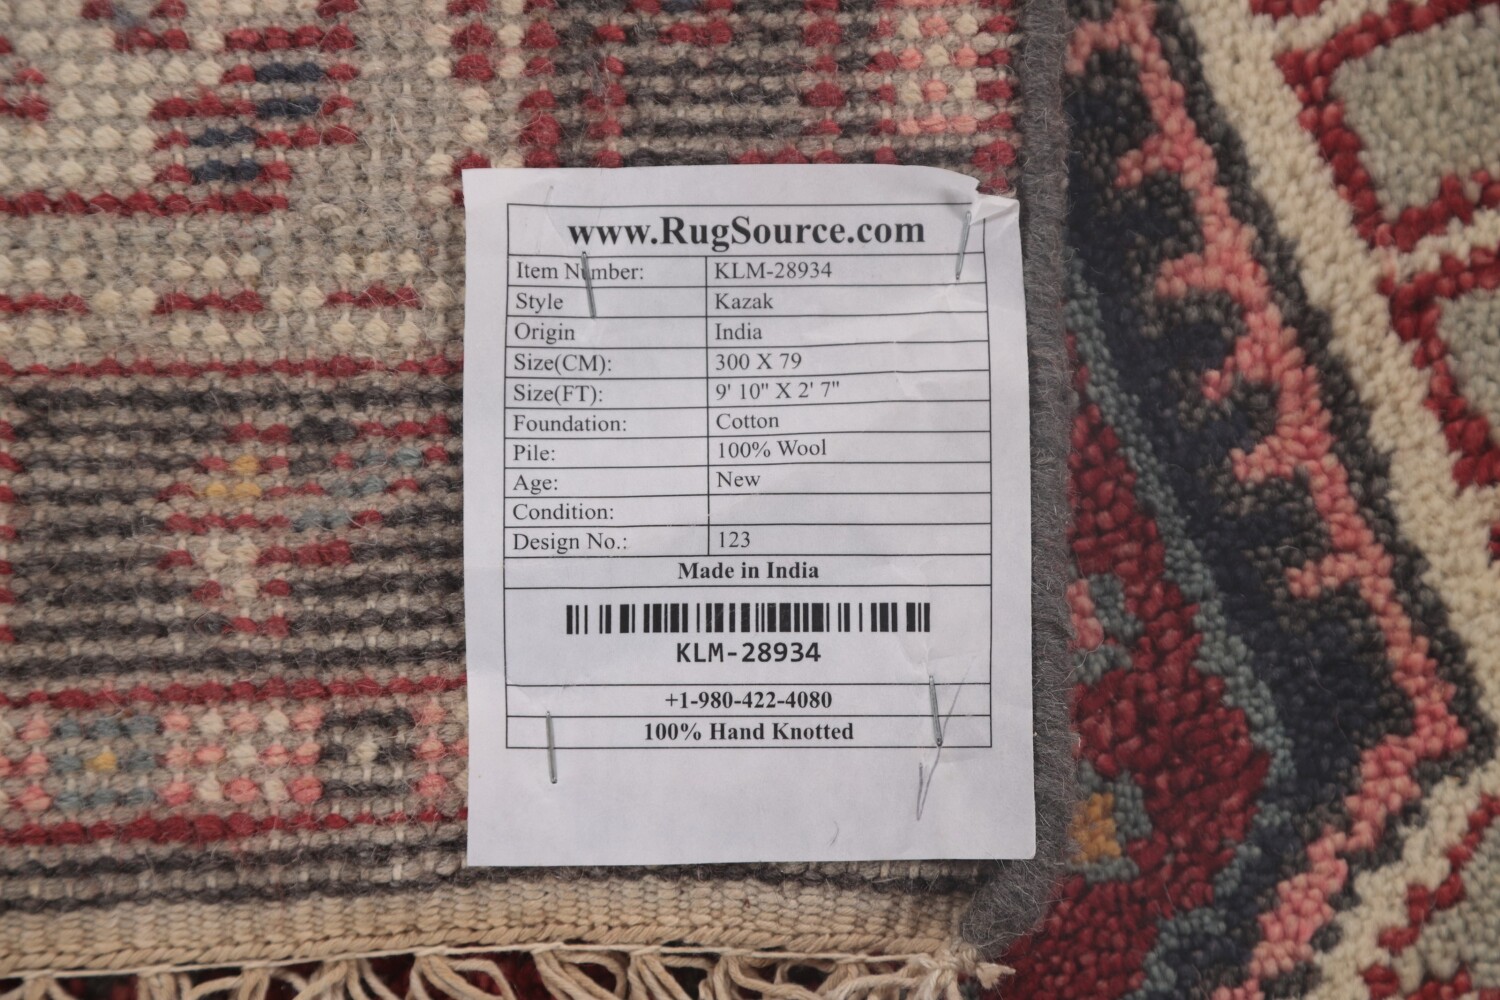 www.RugSource.com
Item Number: KLM-28934
Style Kazak
Origin India
Size(CM): 300 X 79
Size(FT): 9' 10" X 2' 7"
Foundation: Cotton
Pile: 100% Wool
Age: New
Condition:
Design No.: 123
Made in India
KLM-28934
+1-980-422-4080
100% Hand Knotted